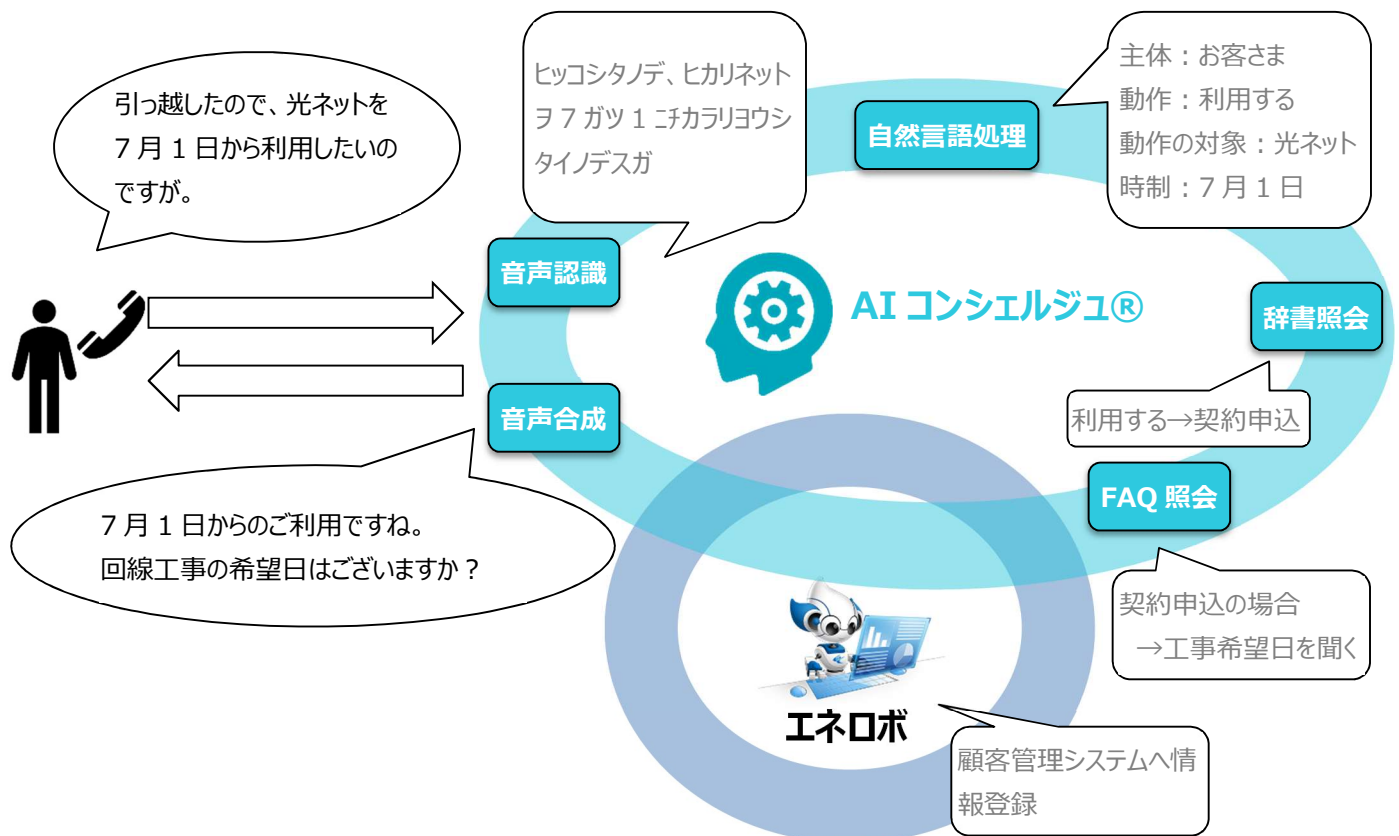 引っ越したので、光ネットを
7月1日から利用したいの
ですが。
ヒッコシタノデ、ヒカリネット
ヲ7ガツ1ニチカラリヨウシ
タイノデスガ
自然言語処理
主体：お客さま
動作：利用する
動作の対象：光ネット
時制：7月1日
音声認識
AIコンシェルジュ®
辞書照会
利用する→契約申込
音声合成
FAQ照会
7月1日からのご利用ですね。
回線工事の希望日はございますか？
契約申込の場合
→工事希望日を聞く
エネロボ
顧客管理システムへ情
報登録